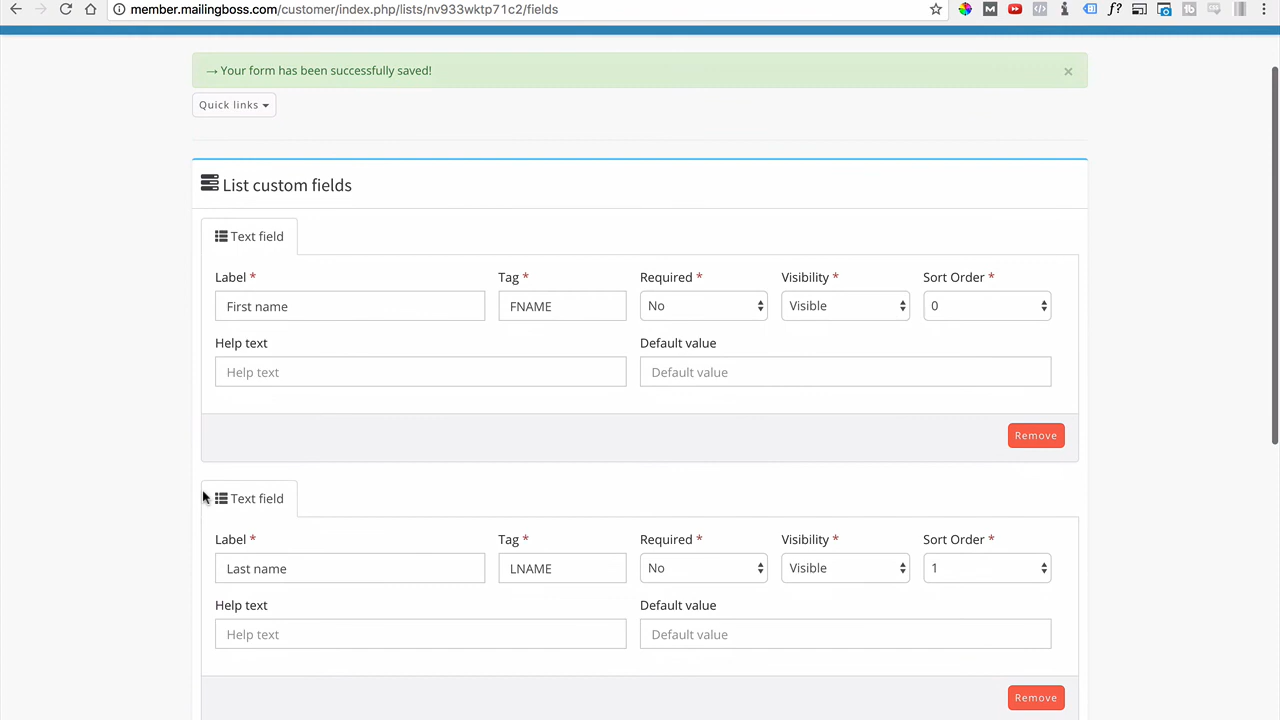 member.mailingboss.com/customer/index.php/lists/nv933wktp71c2/fields
→ Your form has been successfully saved!
×
Quick links
List custom fields
Text field
Label * Tag * Required * Visibility * Sort Order *
First name FNAME No Visible 0
Help text Default value
Help text Default value
Remove
Text field
Label * Tag * Required * Visibility * Sort Order *
Last name LNAME No Visible 1
Help text Default value
Help text Default value
Remove